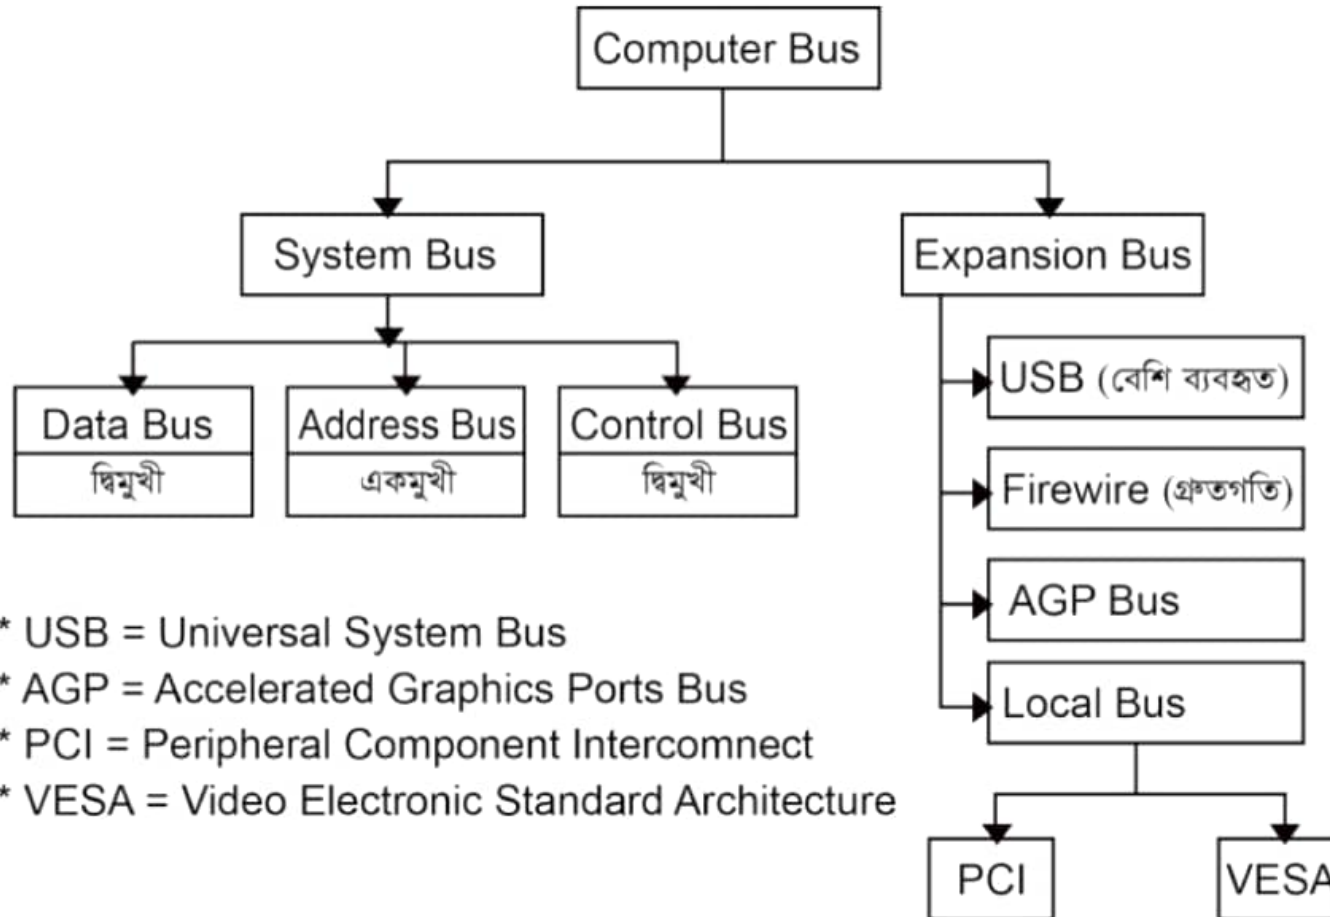 Computer Bus
System Bus
Expansion Bus
Data Bus
দ্বিমুখী
Address Bus
একমুখী
Control Bus
দ্বিমুখী
USB (বেশি ব্যবহৃত)
Firewire (গ্রুতগতি)
AGP Bus
Local Bus
PCI
VESA
* USB = Universal System Bus
* AGP = Accelerated Graphics Ports Bus
* PCI = Peripheral Component Intercomnect
* VESA = Video Electronic Standard Architecture